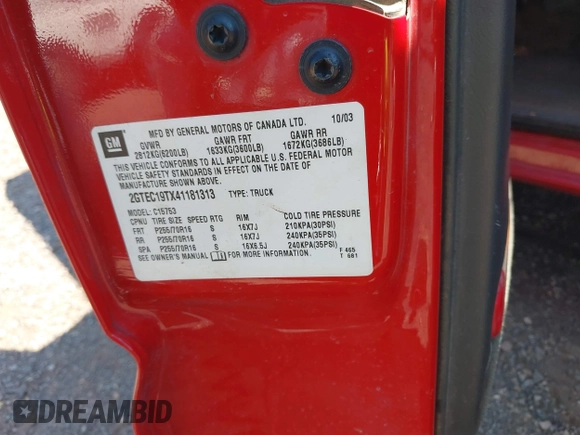 GM
MFD BY GENERAL MOTORS OF CANADA LTD. 10/03
GVWR GAWR FRT GAWR RR
2812KG(6200LB) 1633KG(3600LB) 1672KG(3686LB)
THIS VEHICLE CONFORMS TO ALL APPLICABLE U.S. FEDERAL MOTOR
VEHICLE SAFETY STANDARDS IN EFFECT ON THE DATE OF
MANUFACTURE SHOWN ABOVE.
2GTEC19TX41181313 TYPE: TRUCK
MODEL: C15753
CPNU TIRE SIZE SPEED RTG RIM COLD TIRE PRESSURE
FRT P255/70R16 S 16X7J 210KPA(30PSI)
RR P255/70R16 S 16X7J 240KPA(35PSI)
SPA P255/70R16 S 16X6.5J 240KPA(35PSI)
SEE OWNER'S MANUAL FOR MORE INFORMATION.
F 465
T 681
DREAMBID